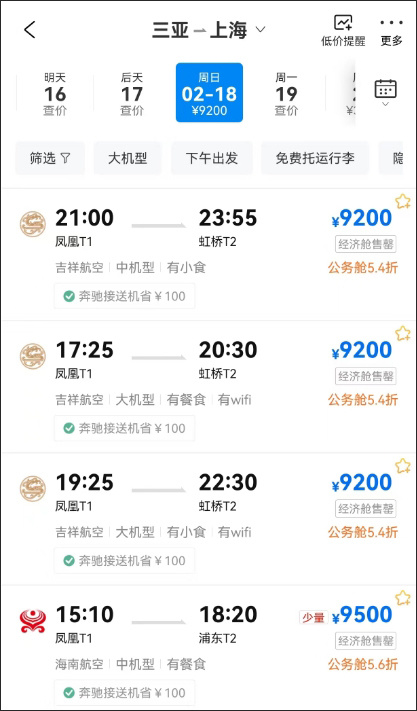 三亚 上海
低价提醒
更多
明天 后天 周日 周一
16 17 02-18 19
查价 查价 ¥9200 查价
筛选 大机型 下午出发 免费托运行李
21:00 23:55 ¥9200
凤凰T1 虹桥T2 经济舱售罄
吉祥航空 中机型 有小食 公务舱5.4折
奔驰接送机省¥100
17:25 20:30 ¥9200
凤凰T1 虹桥T2 经济舱售罄
吉祥航空 大机型 有餐食 有wifi 公务舱5.4折
奔驰接送机省¥100
19:25 22:30 ¥9200
凤凰T1 虹桥T2 经济舱售罄
吉祥航空 大机型 有小食 有wifi 公务舱5.4折
奔驰接送机省¥100
15:10 18:20 少量 ¥9500
凤凰T1 浦东T2 经济舱售罄
海南航空 中机型 有餐食 公务舱5.6折
奔驰接送机省¥100